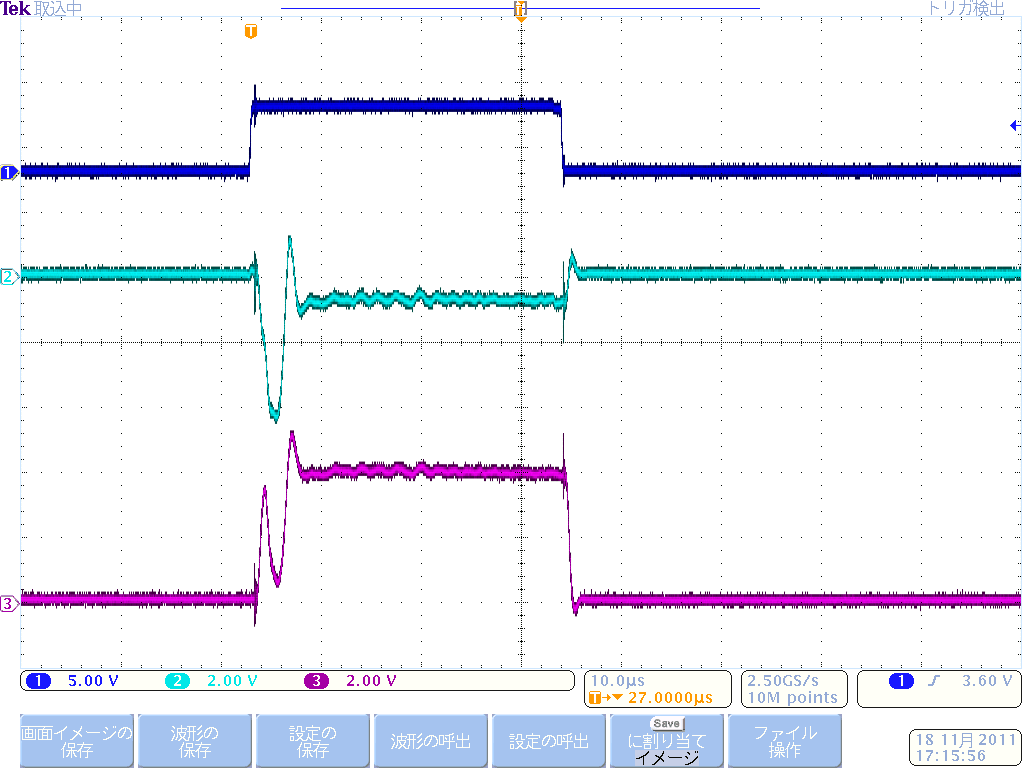 Tek 取込中
トリガ検出
T
T
1
2
3
1 5.00 V 2 2.00 V 3 2.00 V
10.0µs
T→▼27.0000µs
2.50GS/s
10M points
1 3.60 V
画面イメージの
保存
波形の
保存
設定の
保存
波形の呼出
設定の呼出
Save
に割り当て
イメージ
ファイル
操作
18 11月 2011
17:15:56